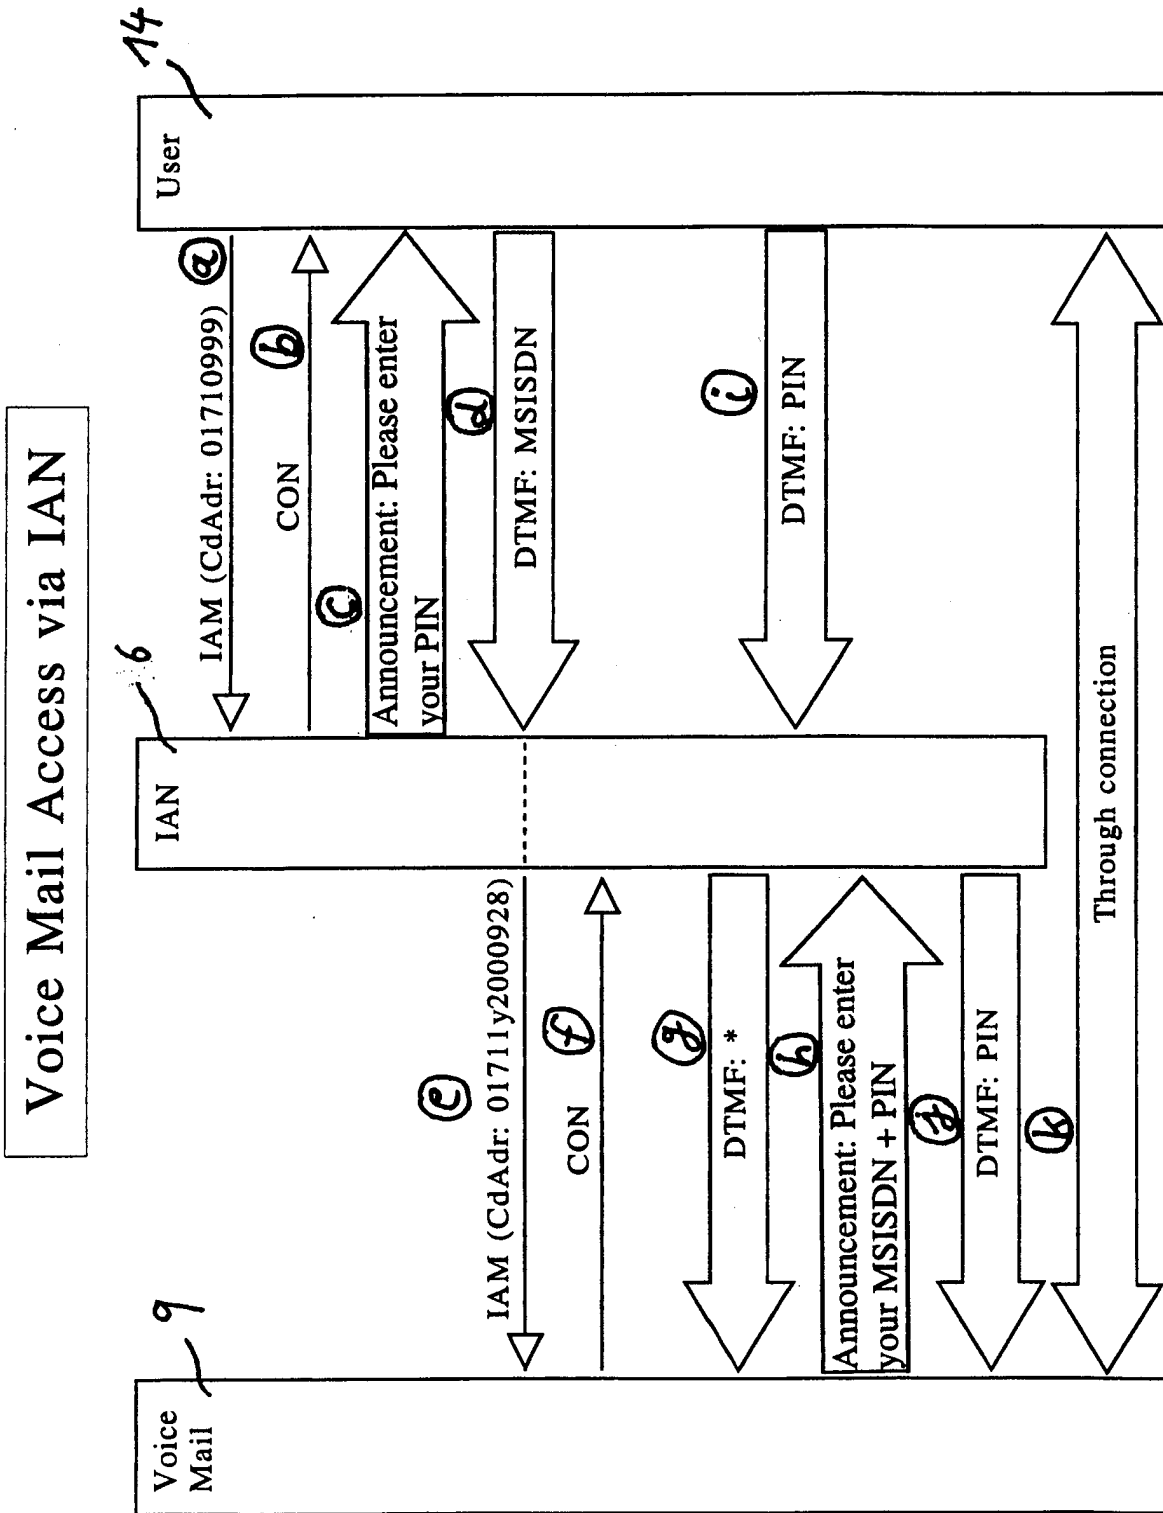 Voice Mail Access via IAN
Voice
Mail
9
IAN
6
User
14
IAM (CdAdr: 01710999)
a
CON
b
c
Announcement: Please enter
your PIN
d
DTMF: MSISDN
e
IAM (CdAdr: 01711y2000928)
f
CON
g
DTMF: *
h
Announcement: Please enter
your MSISDN + PIN
i
DTMF: PIN
j
DTMF: PIN
k
Through connection